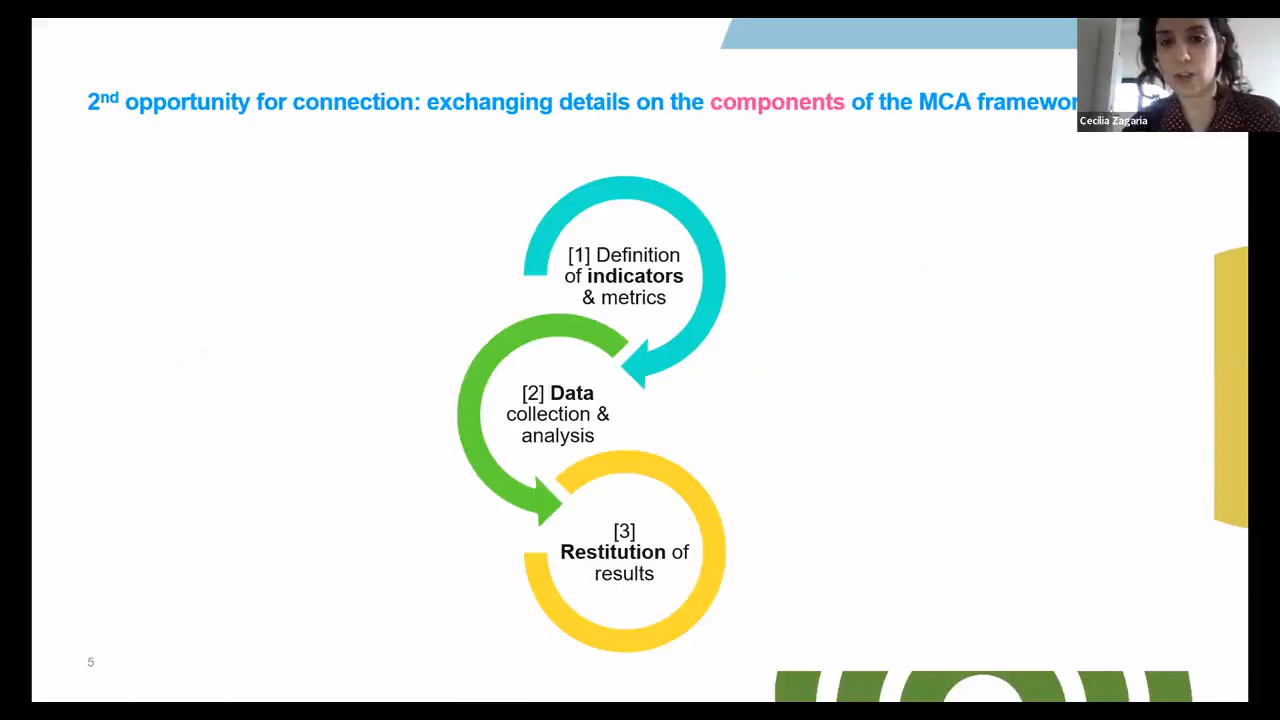 2nd opportunity for connection: exchanging details on the components of the MCA framewor
Cecilia Zagaria
[1] Definition
of indicators
& metrics
[2] Data
collection &
analysis
[3]
Restitution of
results
5